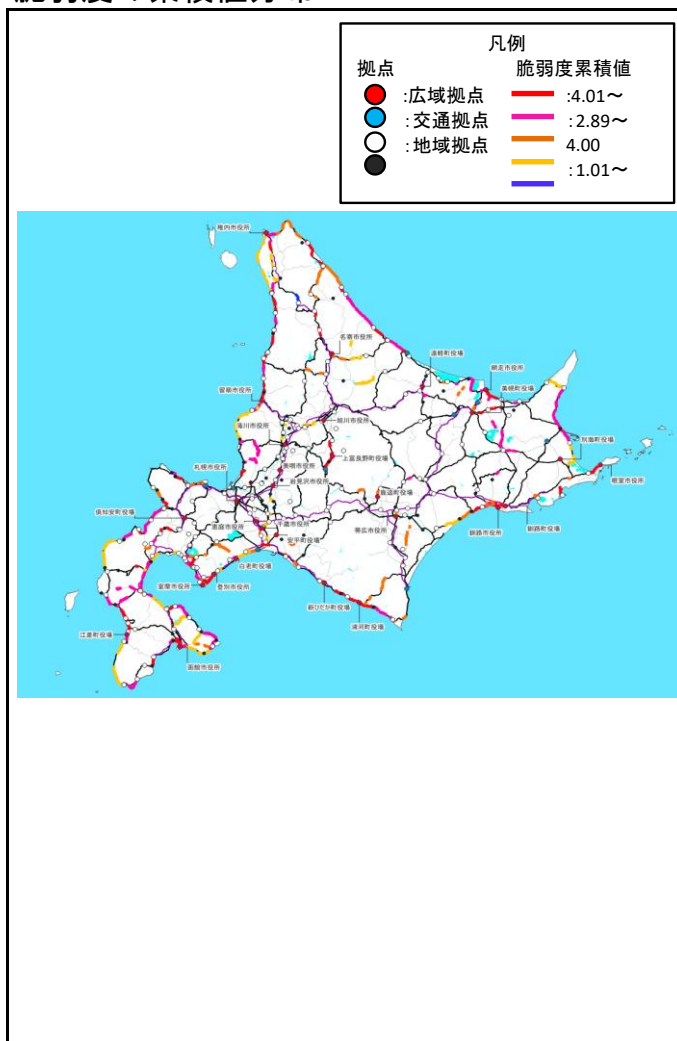 凡例
拠点 脆弱度累積値
:広域拠点 :4.01～
:交通拠点 :2.89～
:地域拠点 4.00
:1.01～
稚内市役所
名寄市役所
遠軽町役場
網走市役所
美幌町役場
留萌市役所
滝川市役所
旭川市役所
別海町役場
上富良野町役場
札幌市役所
美唄市役所
岩見沢市役所
鹿追町役場
根室市役所
倶知安町役場
千歳市役所
恵庭市役所
帯広市役所
安平町役場
釧路市役所
釧路町役場
白老町役場
室蘭市役所
登別市役所
新ひだか町役場
浦河町役場
江差町役場
函館市役所